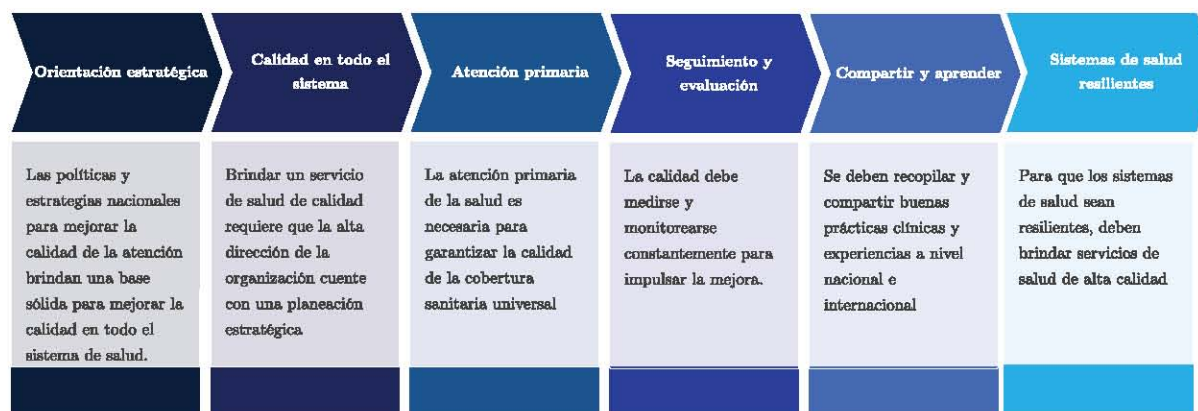 Orientación estratégica
Calidad en todo el
sistema
Atención primaria
Seguimiento y
evaluación
Compartir y aprender
Sistemas de salud
resilientes
Las políticas y
estrategias nacionales
para mejorar la
calidad de la atención
brindan una base
sólida para mejorar la
calidad en todo el
sistema de salud.
Brindar un servicio
de salud de calidad
requiere que la alta
dirección de la
organización cuente
con una planeación
estratégica
La atención primaria
de la salud es
necesaria para
garantizar la calidad
de la cobertura
sanitaria universal
La calidad debe
medirse y
monitorearse
constantemente para
impulsar la mejora.
Se deben recopilar y
compartir buenas
prácticas clínicas y
experiencias a nivel
nacional e
internacional
Para que los sistemas
de salud sean
resilientes, deben
brindar servicios de
salud de alta calidad